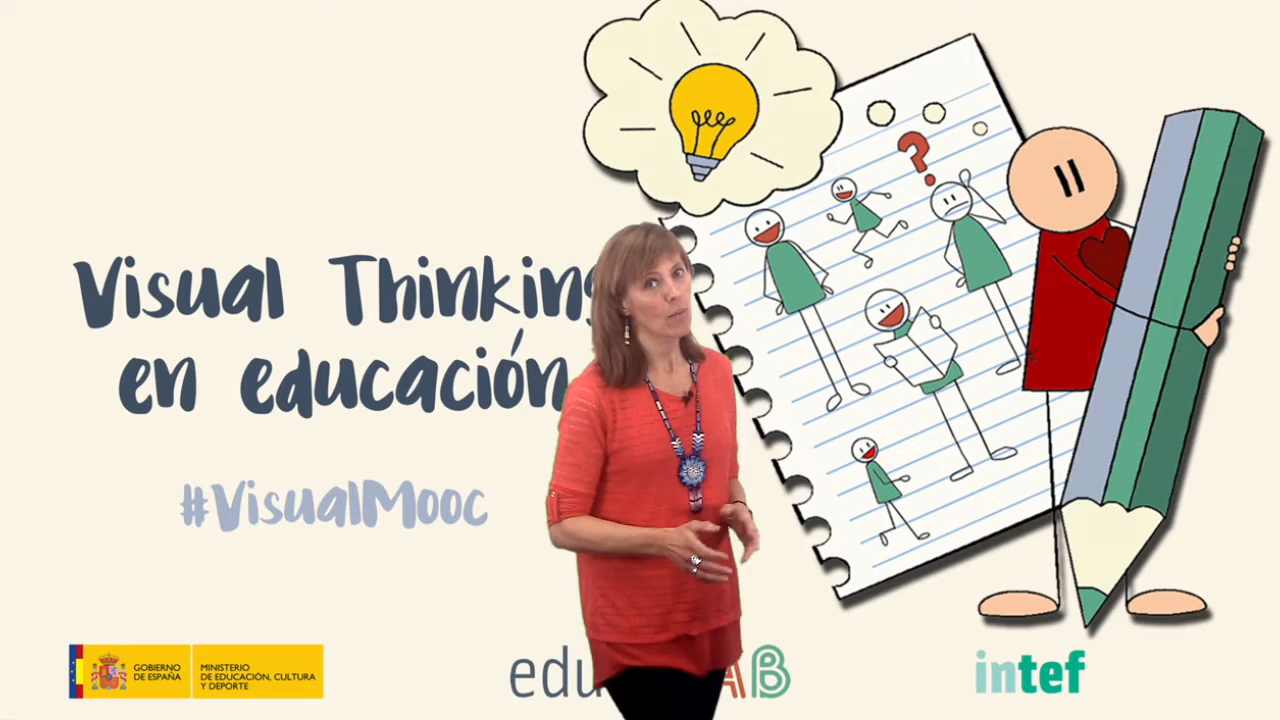 Visual Thinking
en educación
#VisualMooc
?
GOBIERNO
DE ESPAÑA
MINISTERIO
DE EDUCACIÓN, CULTURA
Y DEPORTE
intef